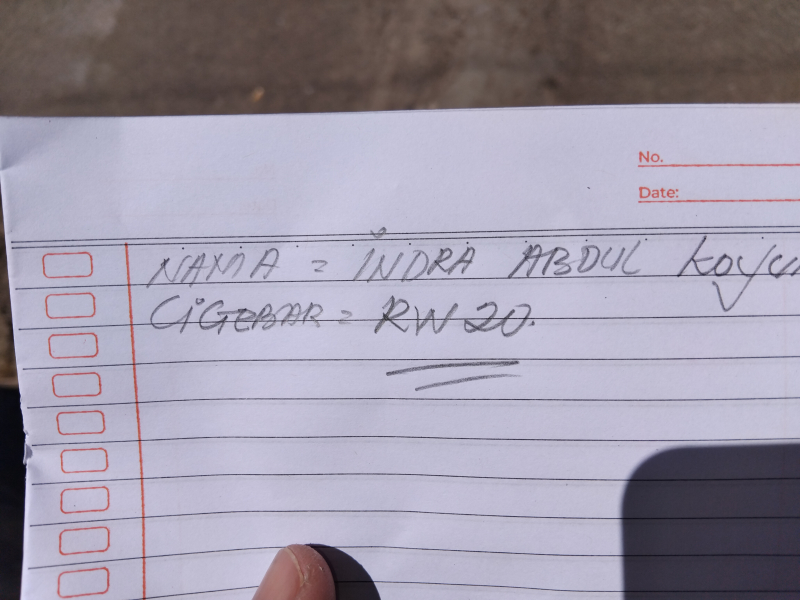 No.
Date:
NAMA = INDRA ABDUL
CIGEBAR = RW 20.